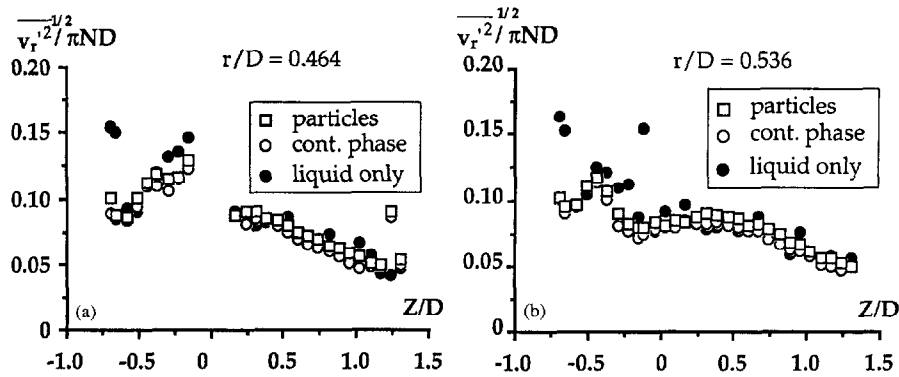 v_r'^2 ^1/2 /πND
r/D = 0.464
0.20
0.15
0.10
0.05
0
particles
cont. phase
liquid only
(a)
Z/D
-1.0 -0.5 0 0.5 1.0 1.5
v_r'^2 ^1/2 /πND
r/D = 0.536
0.20
0.15
0.10
0.05
0
particles
cont. phase
liquid only
(b)
Z/D
-1.0 -0.5 0 0.5 1.0 1.5